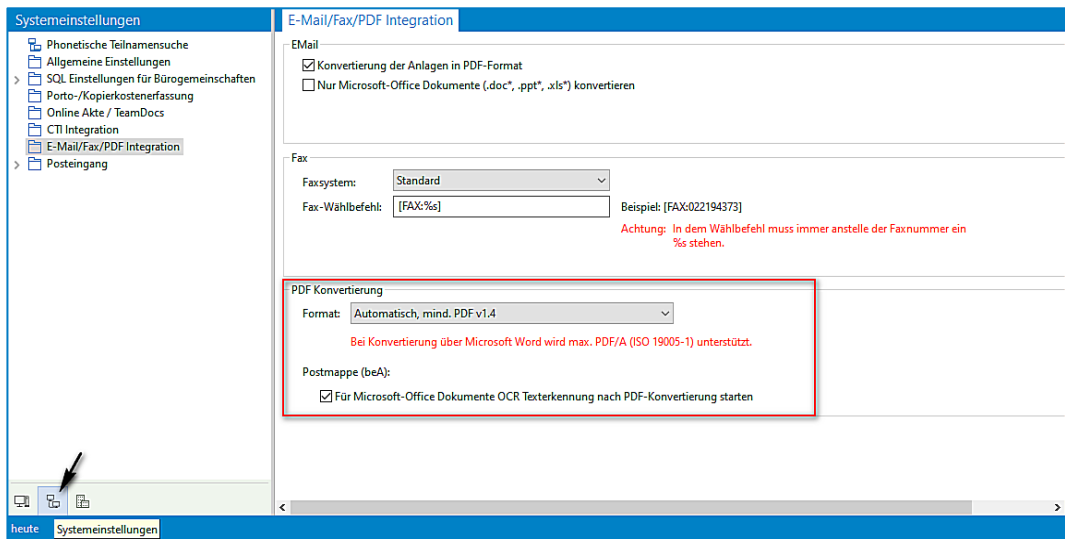 Systemeinstellungen
Phonetische Teilnamensuche
Allgemeine Einstellungen
SQL Einstellungen für Bürogemeinschaften
Porto-/Kopierkostenerfassung
Online Akte / TeamDocs
CTI Integration
E-Mail/Fax/PDF Integration
Posteingang
E-Mail/Fax/PDF Integration
EMail
Konvertierung der Anlagen in PDF-Format
Nur Microsoft-Office Dokumente (.doc*, .ppt*, .xls*) konvertieren
Fax
Faxsystem: Standard
Fax-Wählbefehl: [FAX:%s] Beispiel: [FAX:022194373]
Achtung: In dem Wählbefehl muss immer anstelle der Faxnummer ein
%s stehen.
PDF Konvertierung
Format: Automatisch, mind. PDF v1.4
Bei Konvertierung über Microsoft Word wird max. PDF/A (ISO 19005-1) unterstützt.
Postmappe (beA):
Für Microsoft-Office Dokumente OCR Texterkennung nach PDF-Konvertierung starten
heute Systemeinstellungen